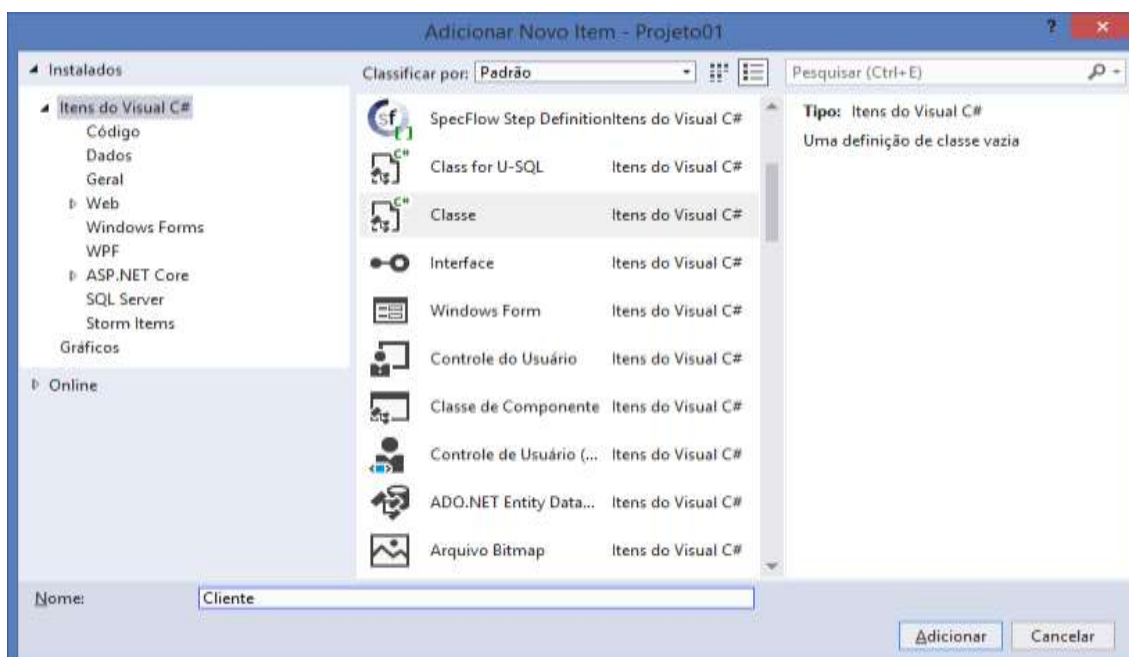 Adicionar Novo Item - Projeto01
?
Instalados
Itens do Visual C#
Código
Dados
Geral
Web
Windows Forms
WPF
ASP.NET Core
SQL Server
Storm Items
Gráficos
Online
Classificar por: Padrão
SpecFlow Step Definition Itens do Visual C#
Class for U-SQL Itens do Visual C#
Classe Itens do Visual C#
Interface Itens do Visual C#
Windows Form Itens do Visual C#
Controle do Usuário Itens do Visual C#
Classe de Componente Itens do Visual C#
Controle de Usuário (... Itens do Visual C#
ADO.NET Entity Data... Itens do Visual C#
Arquivo Bitmap Itens do Visual C#
Pesquisar (Ctrl+E)
Tipo: Itens do Visual C#
Uma definição de classe vazia
Nome: Cliente
Adicionar Cancelar